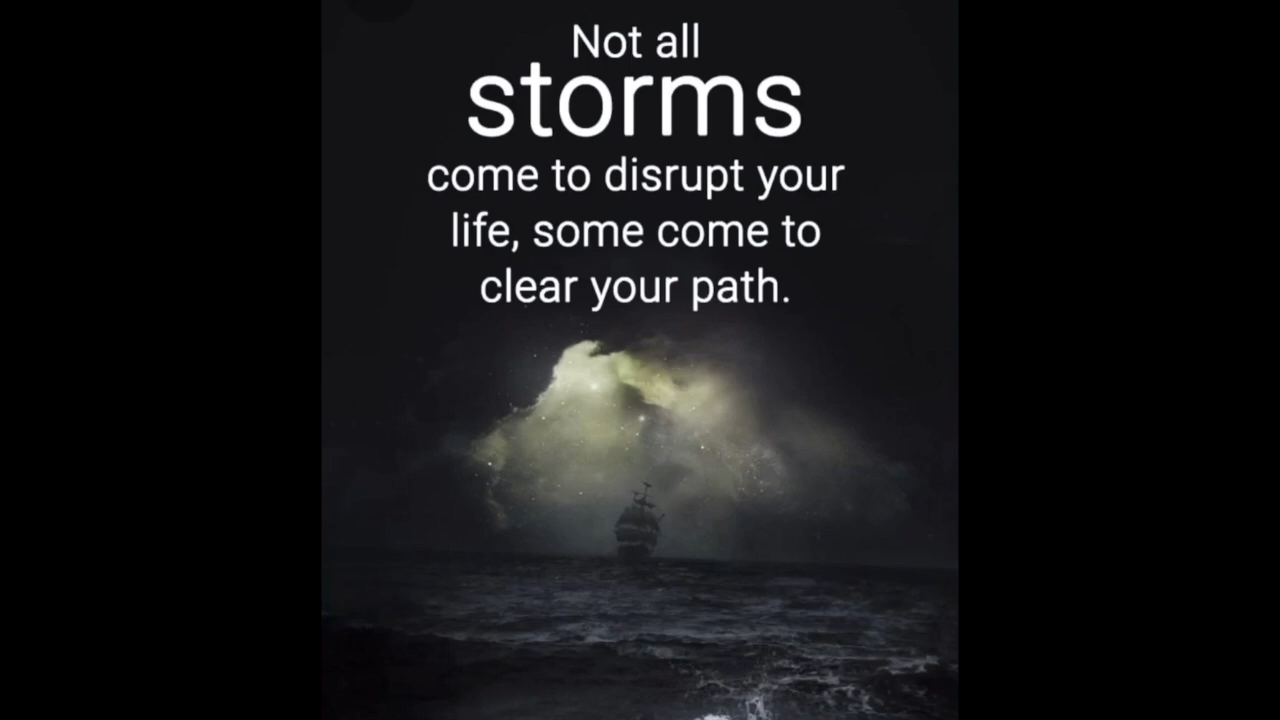 Not all
storms
come to disrupt your
life, some come to
clear your path.